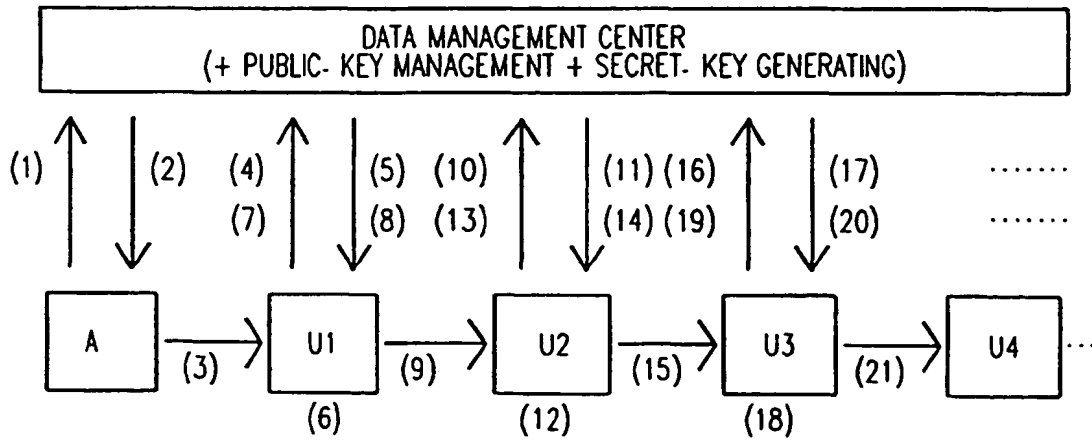 DATA MANAGEMENT CENTER
(+ PUBLIC- KEY MANAGEMENT + SECRET- KEY GENERATING)
(1) (2) (4) (5) (10) (11) (16) (17) .......
(7) (8) (13) (14) (19) (20) .......
A U1 U2 U3 U4 ...
(3) (9) (15) (21)
(6) (12) (18)